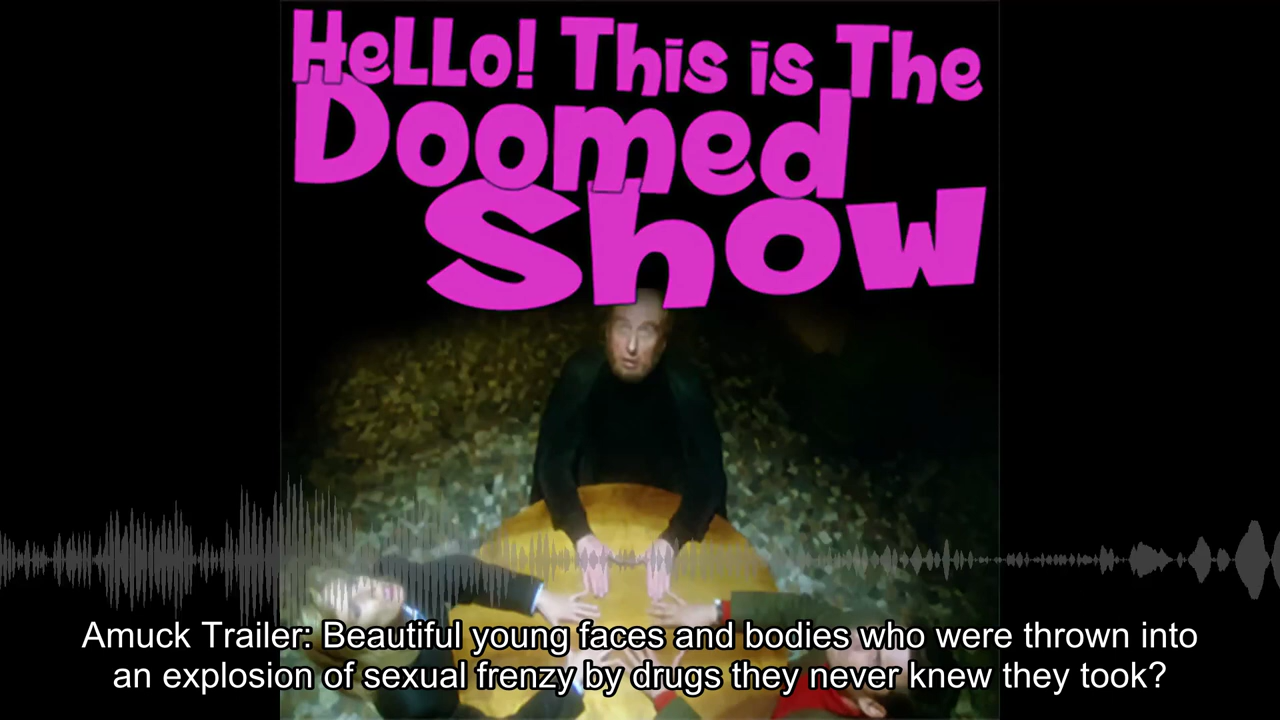 HeLLo! This is The
Doomed
Show
Amuck Trailer: Beautiful young faces and bodies who were thrown into
an explosion of sexual frenzy by drugs they never knew they took?